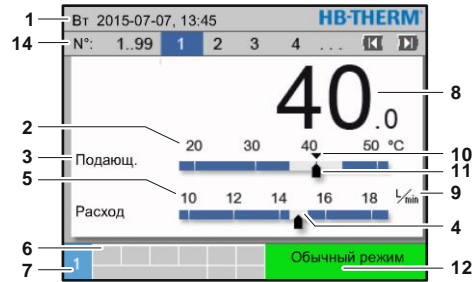 1 Вт 2015-07-07, 13:45 HB-THERM
14 N°: 1..99 1 2 3 4 ...
40.0 8
2 20 30 40 50 °C 10
3 Подающ. 11
5 10 12 14 16 18 L/min 9
Расход 4
6
7 1 Обычный режим 12